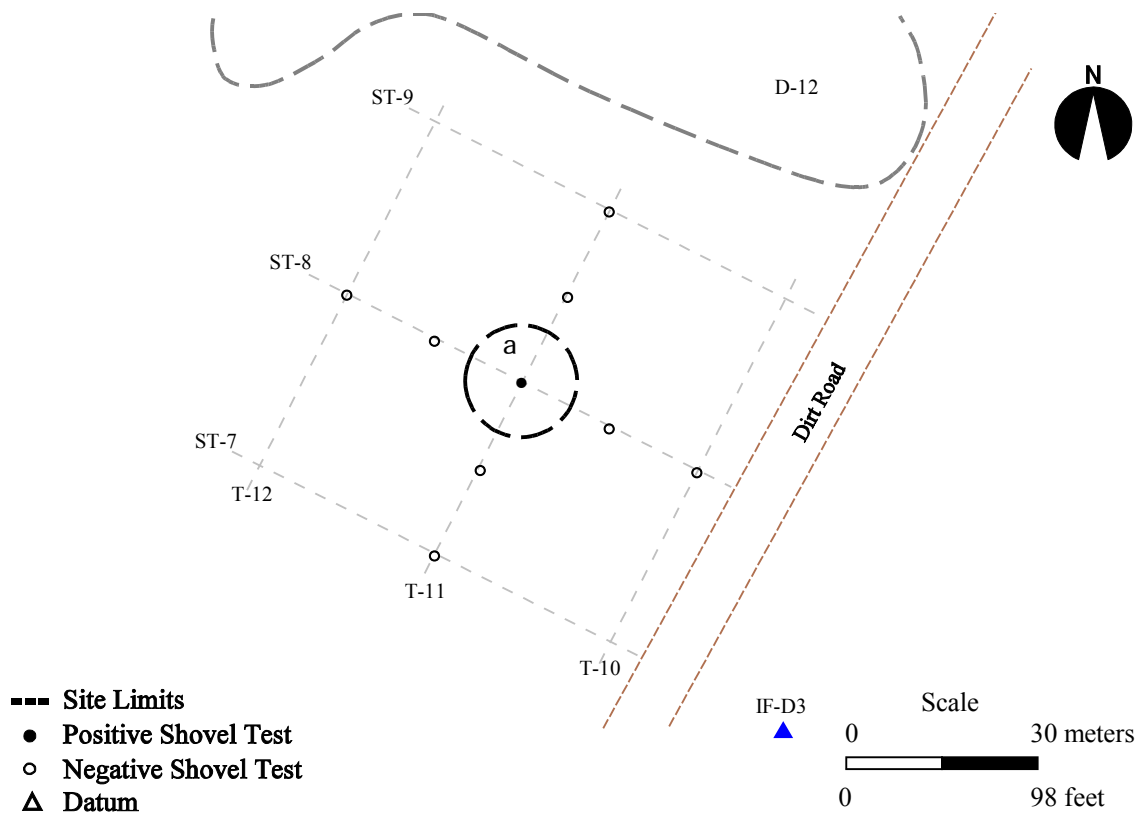 D-12
N
ST-9
ST-8
a
Dirt Road
ST-7
T-12
T-11
T-10
Site Limits
Positive Shovel Test
Negative Shovel Test
Datum
IF-D3
Scale
0 30 meters
0 98 feet